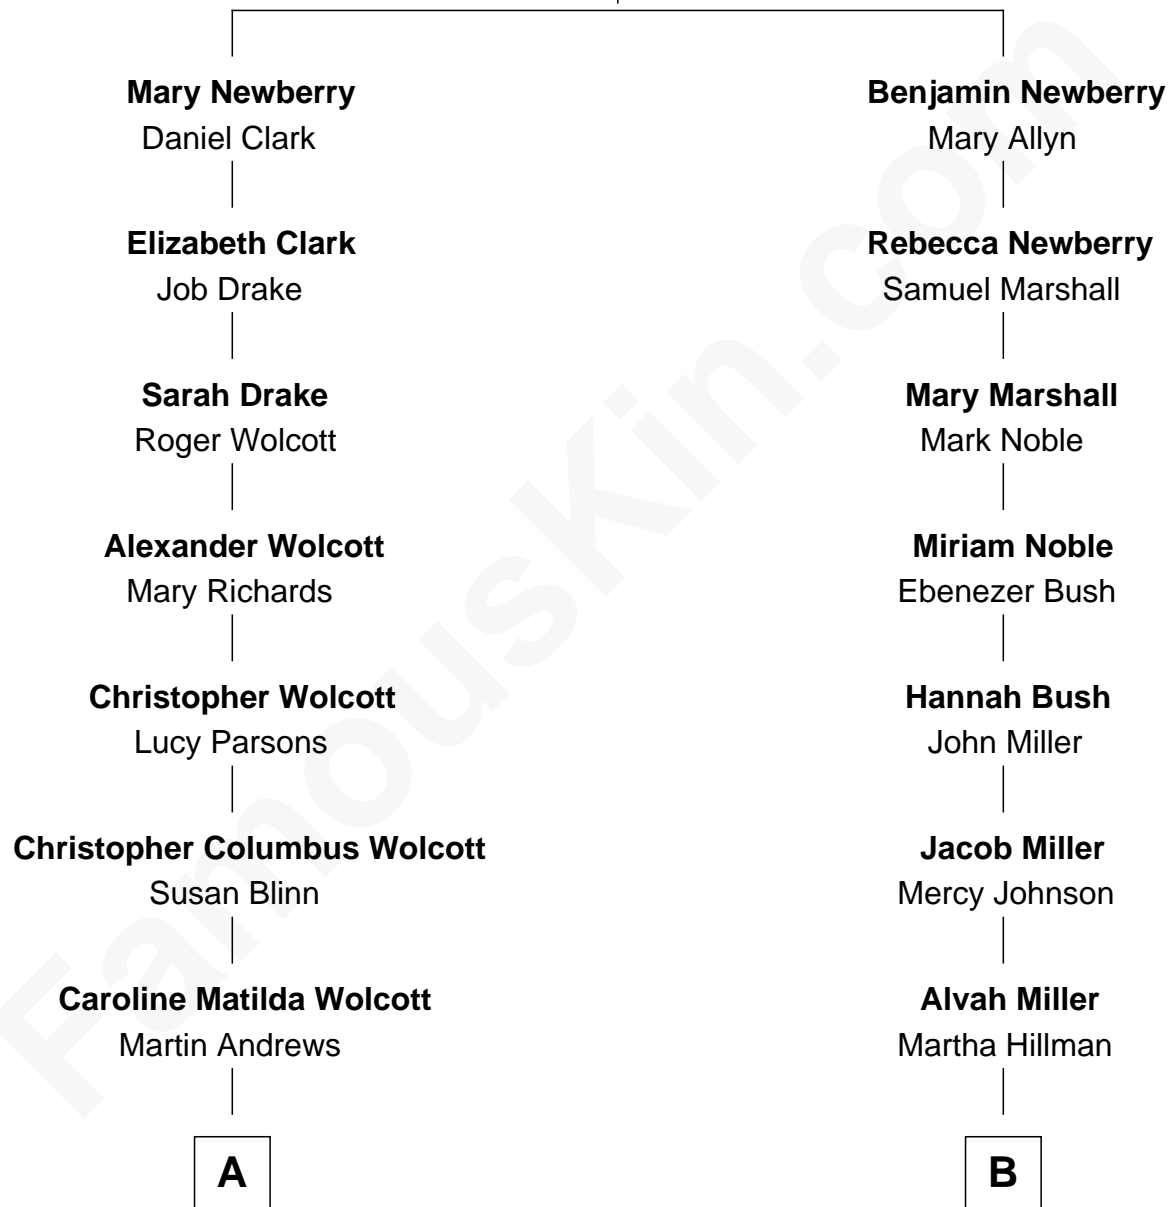 Mary Newberry
Daniel Clark
Elizabeth Clark
Job Drake
Sarah Drake
Roger Wolcott
Alexander Wolcott
Mary Richards
Christopher Wolcott
Lucy Parsons
Christopher Columbus Wolcott
Susan Blinn
Caroline Matilda Wolcott
Martin Andrews
A
Benjamin Newberry
Mary Allyn
Rebecca Newberry
Samuel Marshall
Mary Marshall
Mark Noble
Miriam Noble
Ebenezer Bush
Hannah Bush
John Miller
Jacob Miller
Mercy Johnson
Alvah Miller
Martha Hillman
B
FamousKin.com